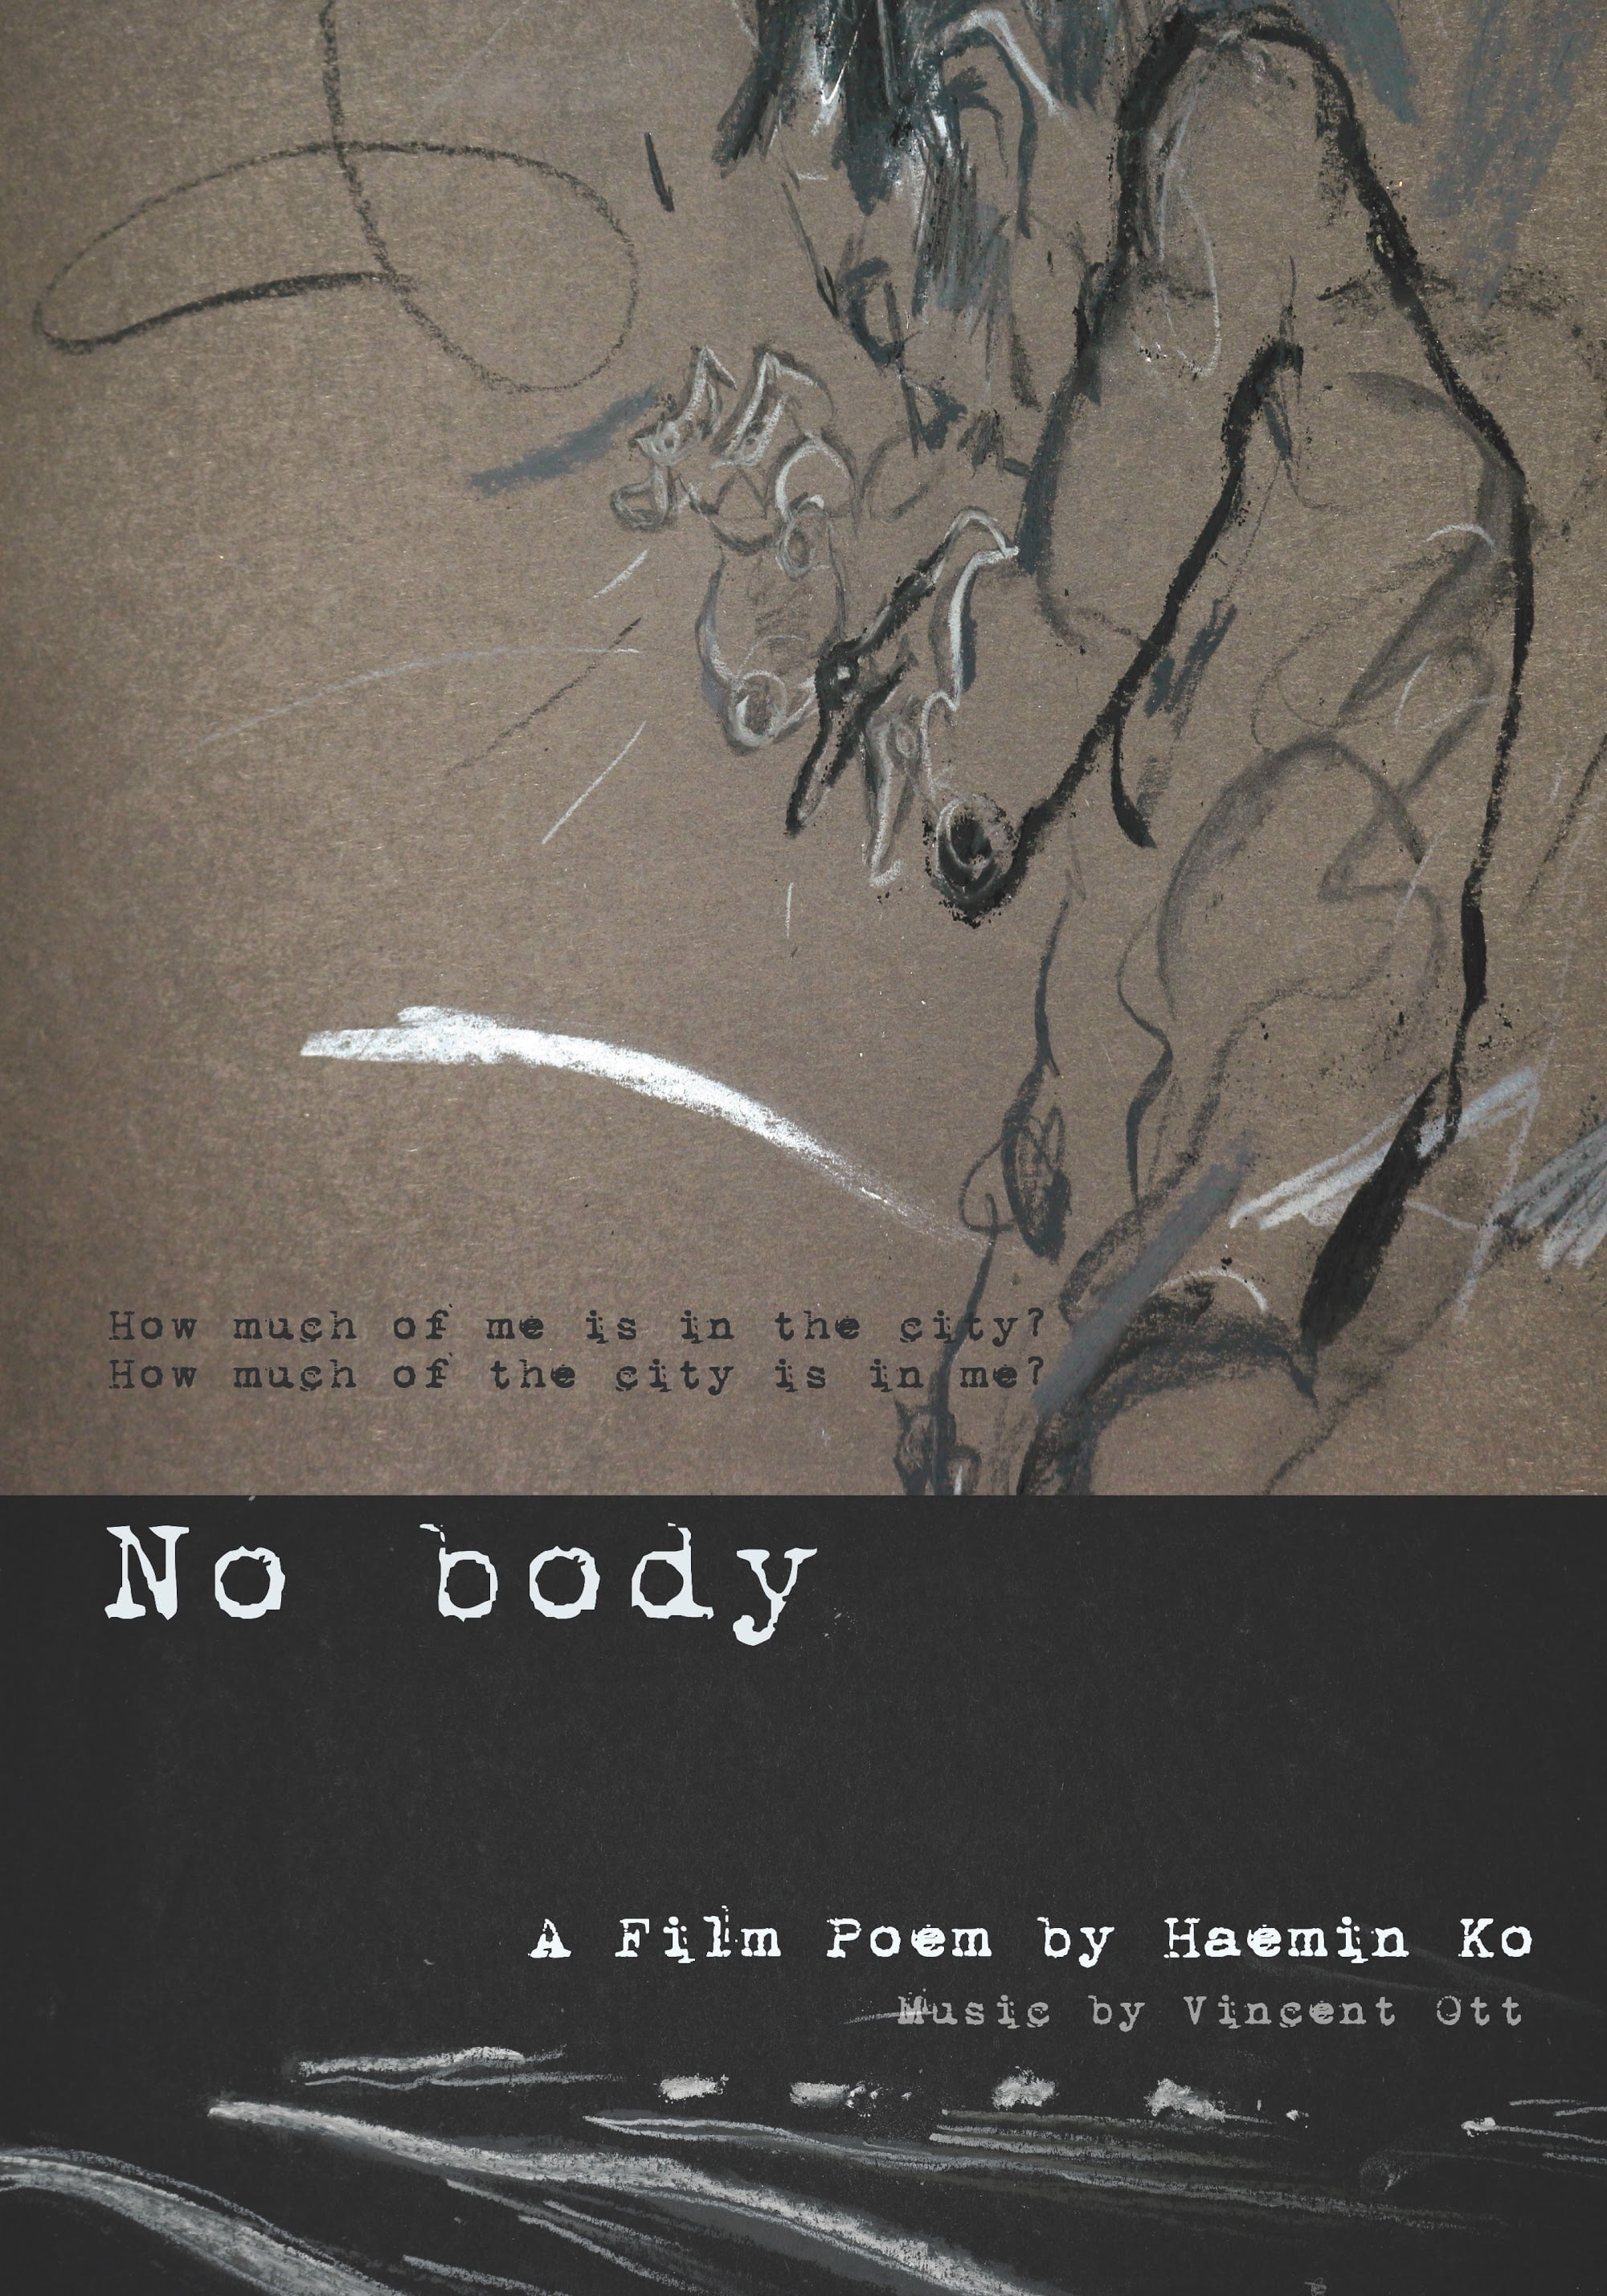 How much of me is in the city?
How much of the city is in me?
No body
A Film Poem by Haemin Ko
Music by Vincent Ott